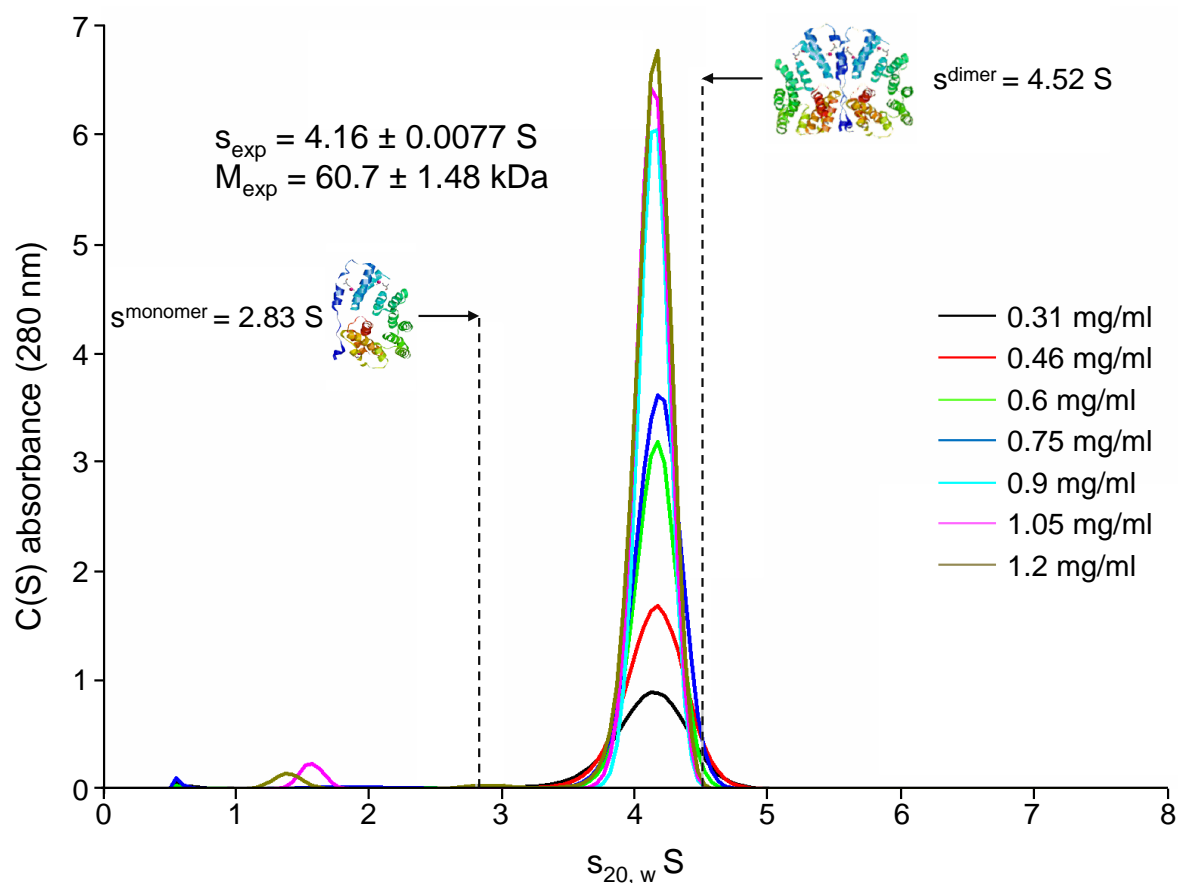 7
6
5
4
3
2
1
0
C(S) absorbance (280 nm)
s_exp = 4.16 ± 0.0077 S
M_exp = 60.7 ± 1.48 kDa
s^dimer = 4.52 S
s^monomer = 2.83 S
0.31 mg/ml
0.46 mg/ml
0.6 mg/ml
0.75 mg/ml
0.9 mg/ml
1.05 mg/ml
1.2 mg/ml
0 1 2 3 4 5 6 7 8
s_20, w S